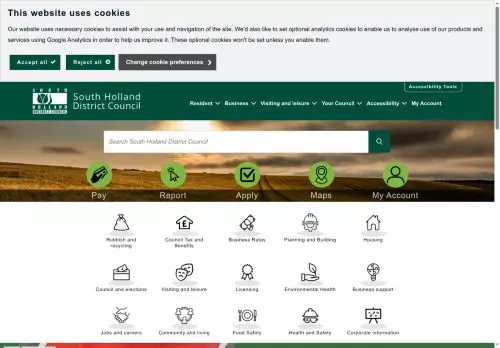 This website uses cookies
Our website uses necessary cookies to assist with your use and navigation of the site. We'd also like to set optional analytics cookies to enable us to analyse use of our products
and services using Google Analytics in order to help us improve it. These optional cookies won't be set unless you enable them.
Accept all
Reject all
Change cookie preferences
Accessibility Tools
SOUTH
HOLLAND
DISTRICT COUNCIL
South Holland
District Council
Resident
Business
Visiting and leisure
Your Council
Accessibility
My Account
Search South Holland District Council
Pay
Report
Apply
Maps
My Account
Rubbish and
recycling
Council Tax and
Benefits
Business Rates
Planning and Building
Housing
Council and elections
Visiting and leisure
Licensing
Environmental Health
Business support
Jobs and careers
Community and living
Food Safety
Health and Safety
Corporate information